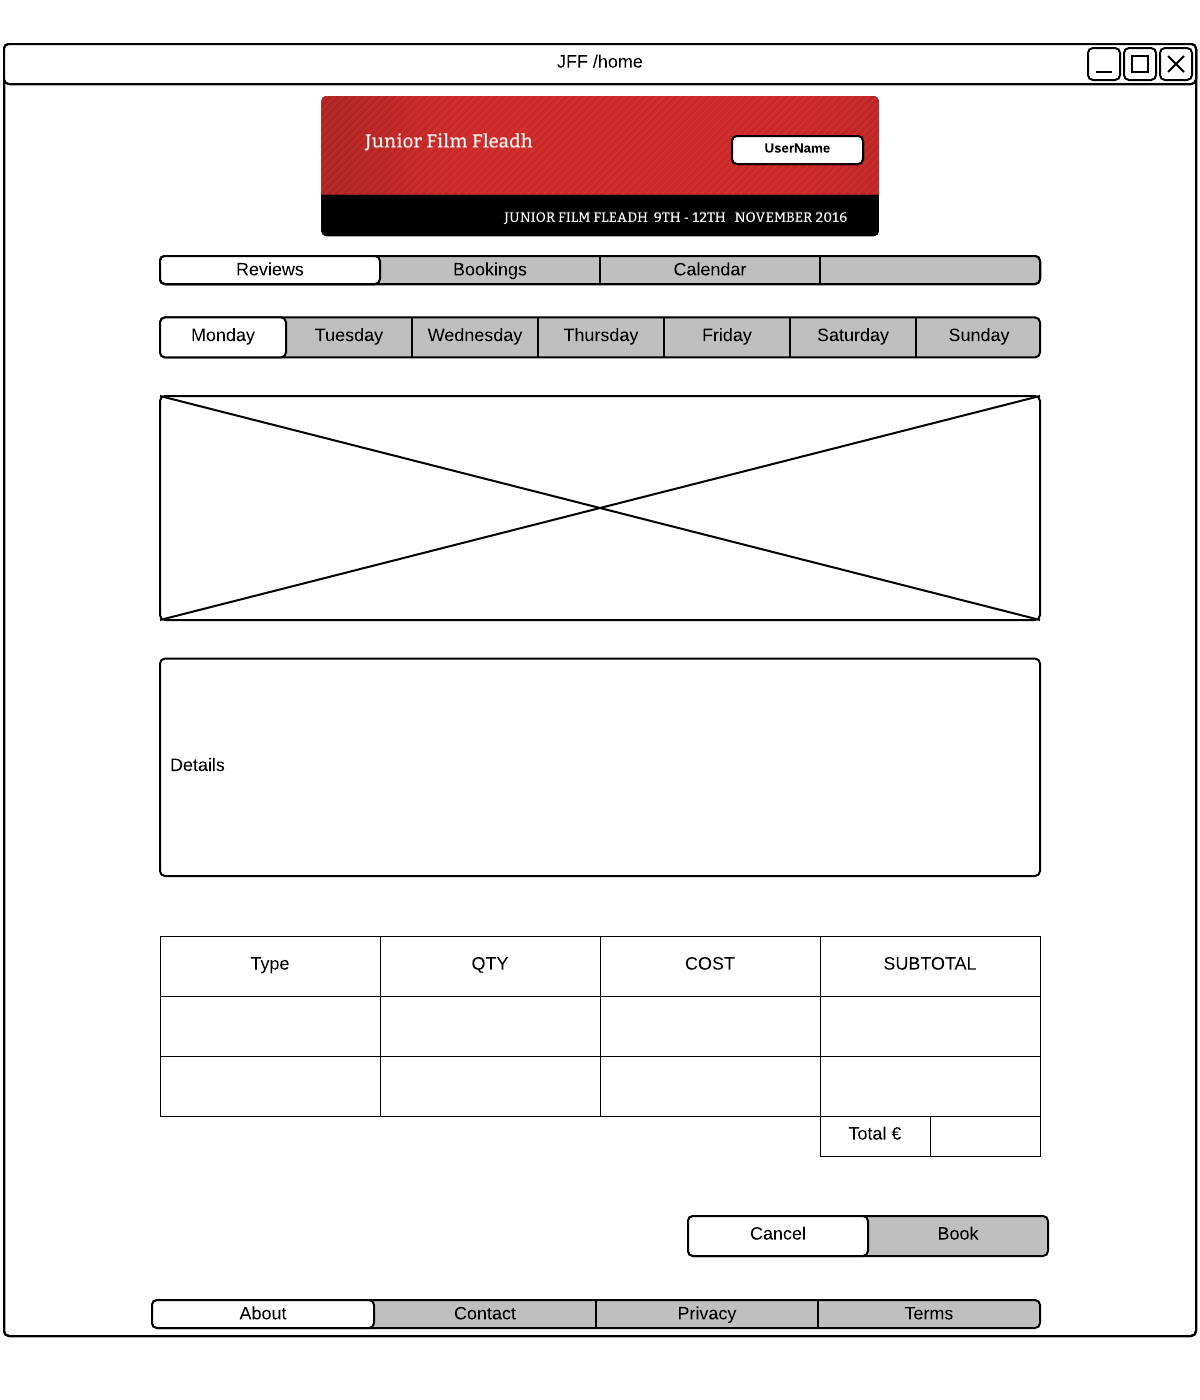 JFF /home
Junior Film Fleadh
UserName
JUNIOR FILM FLEADH 9TH - 12TH NOVEMBER 2016
Reviews Bookings Calendar
Monday Tuesday Wednesday Thursday Friday Saturday Sunday
Details
Type QTY COST SUBTOTAL
Total €
Cancel Book
About Contact Privacy Terms